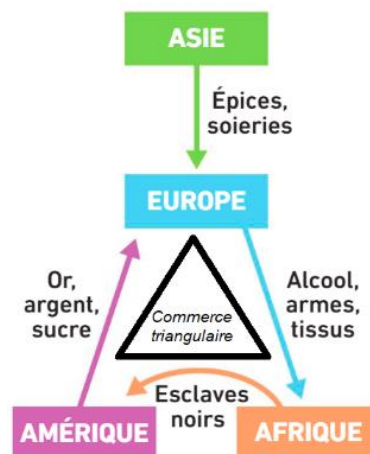 ASIE
Épices,
soieries
EUROPE
Or,
argent,
sucre
Commerce
triangulaire
Alcool,
armes,
tissus
Esclaves
noirs
AMÉRIQUE
AFRIQUE